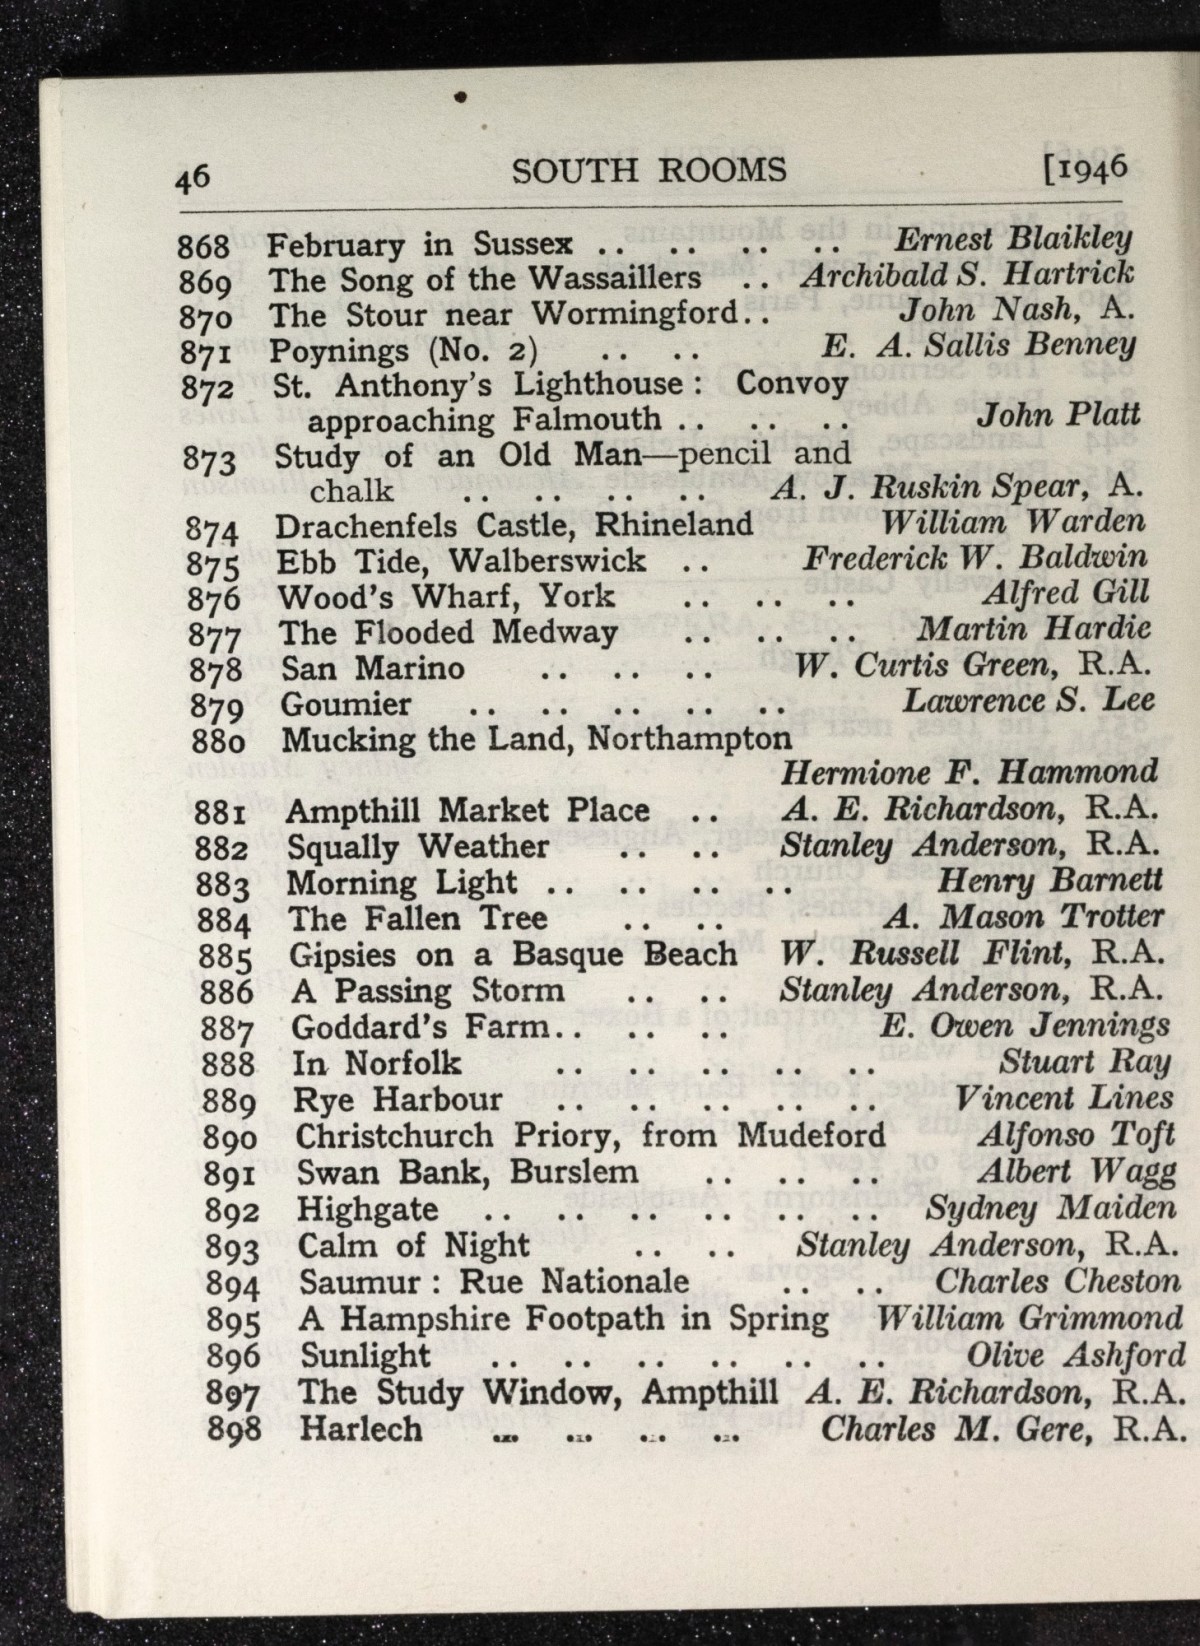 46 SOUTH ROOMS [1946
868 February in Sussex .. .. .. .. Ernest Blaikley
869 The Song of the Wassaillers .. Archibald S. Hartrick
870 The Stour near Wormingford.. John Nash, A.
871 Poynings (No. 2) .. .. E. A. Sallis Benney
872 St. Anthony's Lighthouse : Convoy
approaching Falmouth .. .. .. John Platt
873 Study of an Old Man—pencil and
chalk .. .. .. .. A. J. Ruskin Spear, A.
874 Drachenfels Castle, Rhineland William Warden
875 Ebb Tide, Walberswick .. Frederick W. Baldwin
876 Wood's Wharf, York .. .. .. Alfred Gill
877 The Flooded Medway .. .. .. Martin Hardie
878 San Marino .. .. .. W. Curtis Green, R.A.
879 Goumier .. .. .. .. .. Lawrence S. Lee
880 Mucking the Land, Northampton
Hermione F. Hammond
881 Ampthill Market Place .. A. E. Richardson, R.A.
882 Squally Weather .. .. Stanley Anderson, R.A.
883 Morning Light .. .. .. .. Henry Barnett
884 The Fallen Tree .. .. A. Mason Trotter
885 Gipsies on a Basque Beach W. Russell Flint, R.A.
886 A Passing Storm .. .. Stanley Anderson, R.A.
887 Goddard's Farm.. .. .. E. Owen Jennings
888 In Norfolk .. .. .. .. .. Stuart Ray
889 Rye Harbour .. .. .. .. .. Vincent Lines
890 Christchurch Priory, from Mudeford Alfonso Toft
891 Swan Bank, Burslem .. .. .. Albert Wagg
892 Highgate .. .. .. .. .. .. Sydney Maiden
893 Calm of Night .. .. Stanley Anderson, R.A.
894 Saumur : Rue Nationale .. .. Charles Cheston
895 A Hampshire Footpath in Spring William Grimmond
896 Sunlight .. .. .. .. .. .. Olive Ashford
897 The Study Window, Ampthill A. E. Richardson, R.A.
898 Harlech .. .. .. .. Charles M. Gere, R.A.